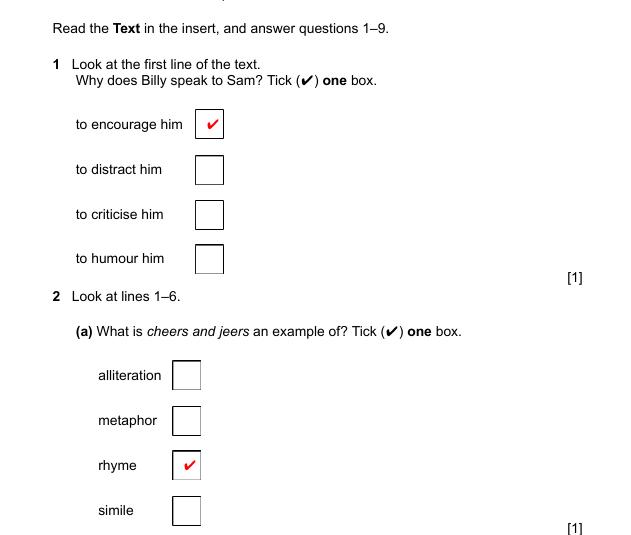 Read the Text in the insert, and answer questions 1–9.
1 Look at the first line of the text.
Why does Billy speak to Sam? Tick (✔) one box.
to encourage him ✔
to distract him
to criticise him
to humour him
[1]
2 Look at lines 1–6.
(a) What is cheers and jeers an example of? Tick (✔) one box.
alliteration
metaphor
rhyme ✔
simile
[1]